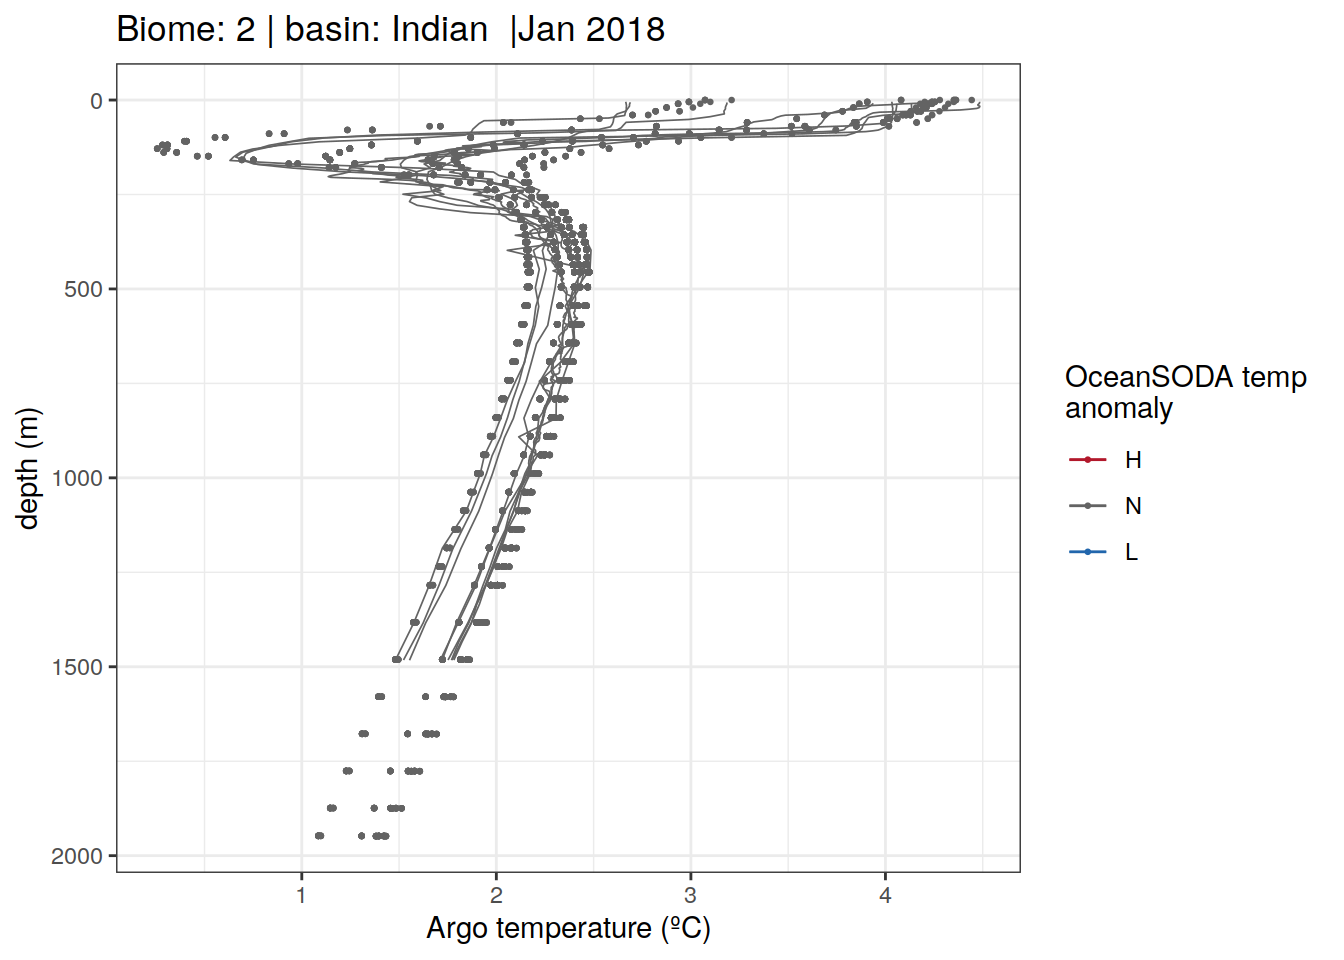 Biome: 2 | basin: Indian  |Jan 2018
0
500
1000
1500
2000
depth (m)
1
2
3
4
Argo temperature (ºC)
OceanSODA temp
anomaly
H
N
L